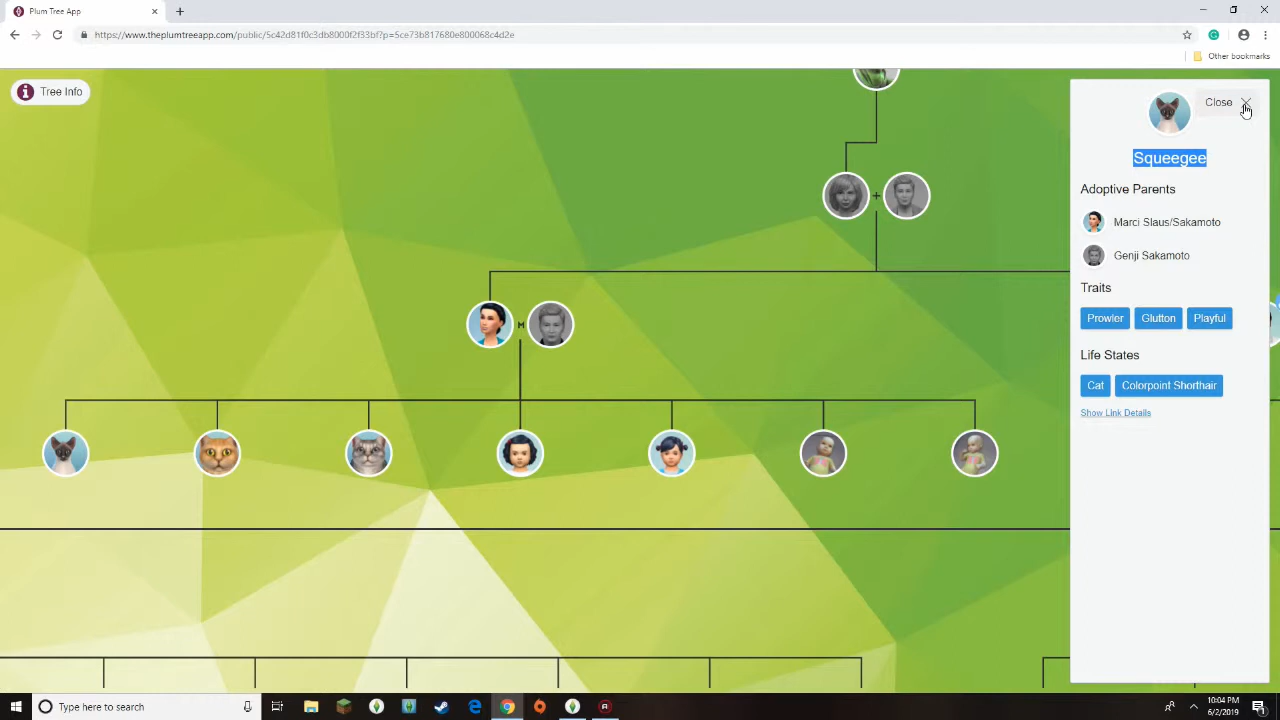 Plum Tree App
https://www.theplumtreeapp.com/public/5c42d81f0c3db8000f2f33bf?p=5ce73b817680e800068c4d2e
Other bookmarks
Tree Info
Close
Squeegee
Adoptive Parents
Marci Slaus/Sakamoto
Genji Sakamoto
Traits
Prowler Glutton Playful
Life States
Cat Colorpoint Shorthair
Show Link Details
+
M
Type here to search
10:04 PM
6/2/2019